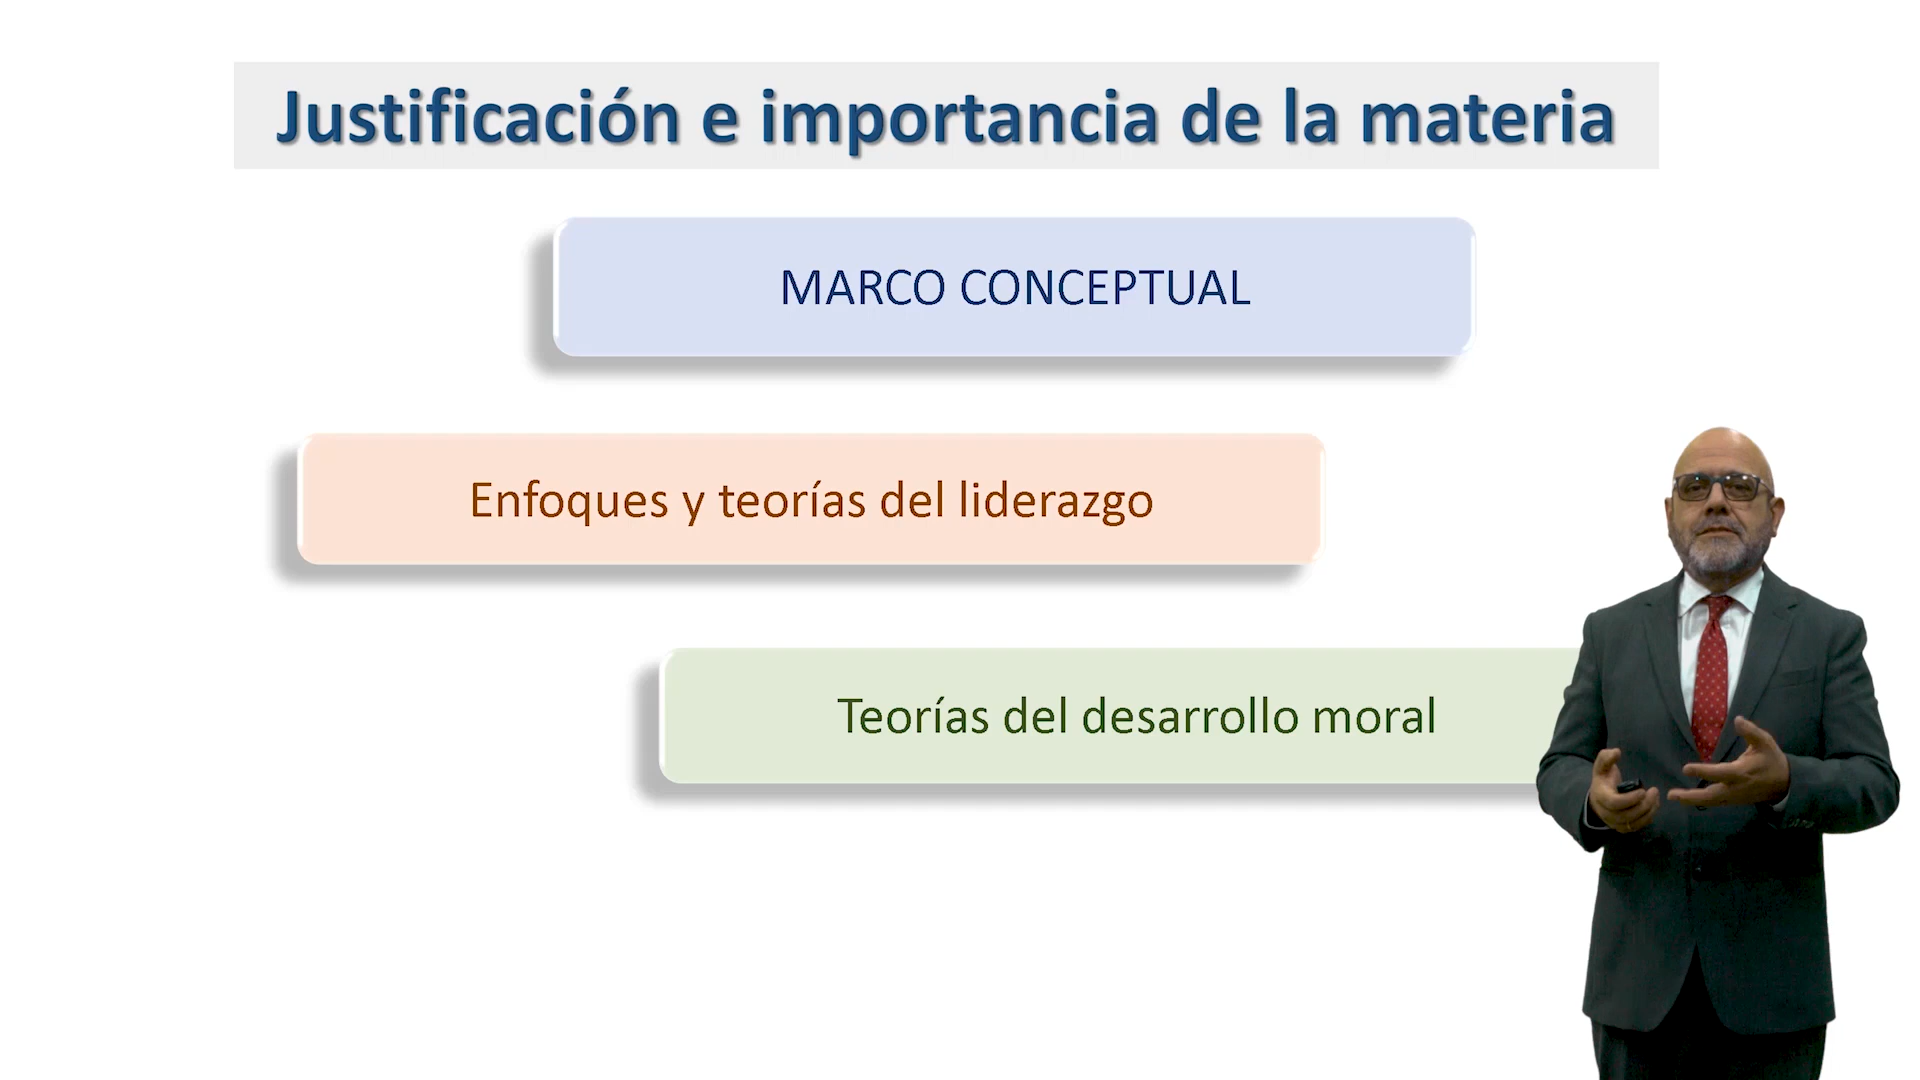 Justificación e importancia de la materia
MARCO CONCEPTUAL
Enfoques y teorías del liderazgo
Teorías del desarrollo moral